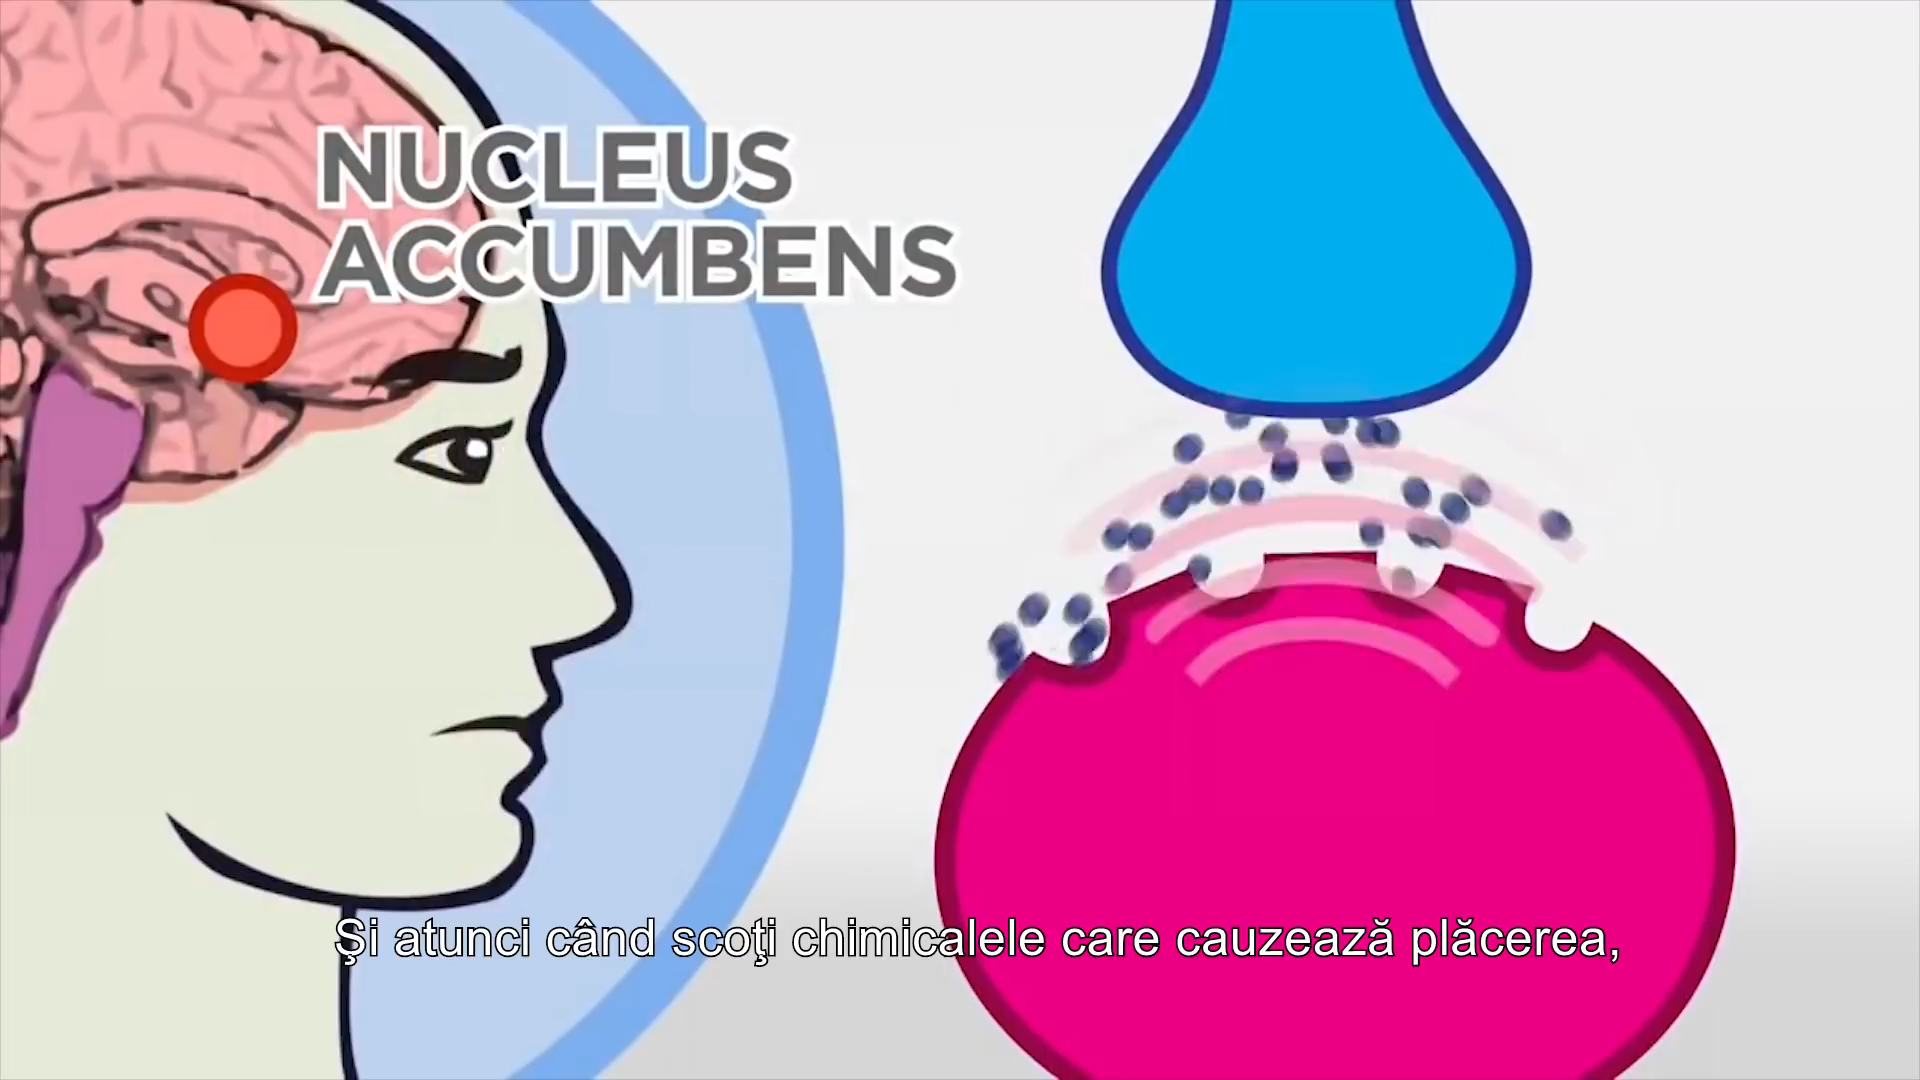 NUCLEUS
ACCUMBENS
Şi atunci când scoţi chimicalele care cauzează plăcerea,